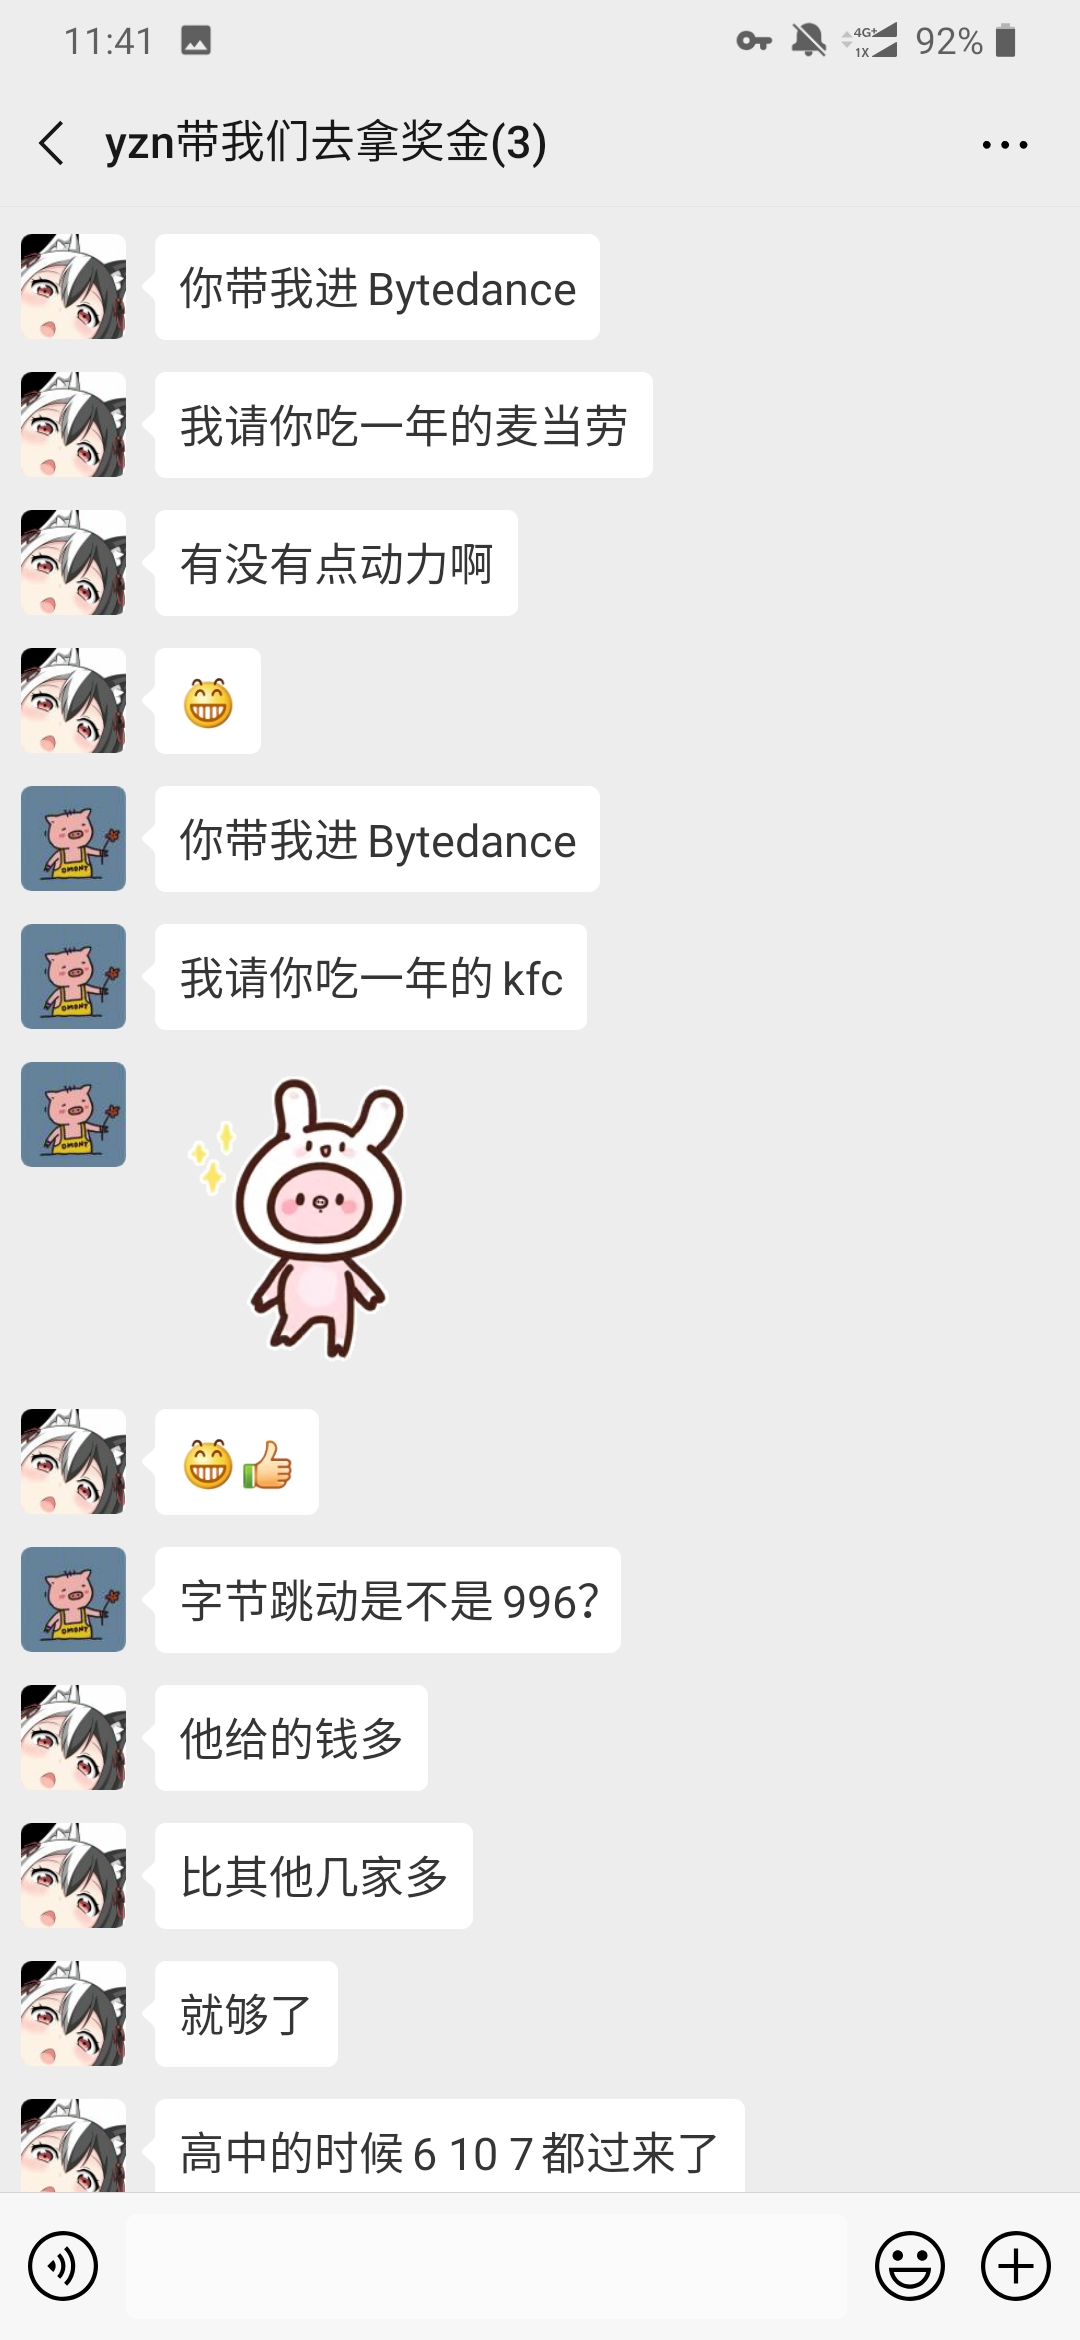 11:41
4G+
1X
92%
yzn带我们去拿奖金(3)
你带我进 Bytedance
我请你吃一年的麦当劳
有没有点动力啊
你带我进 Bytedance
我请你吃一年的 kfc
字节跳动是不是 996？
他给的钱多
比其他几家多
就够了
高中的时候 6 10 7 都过来了